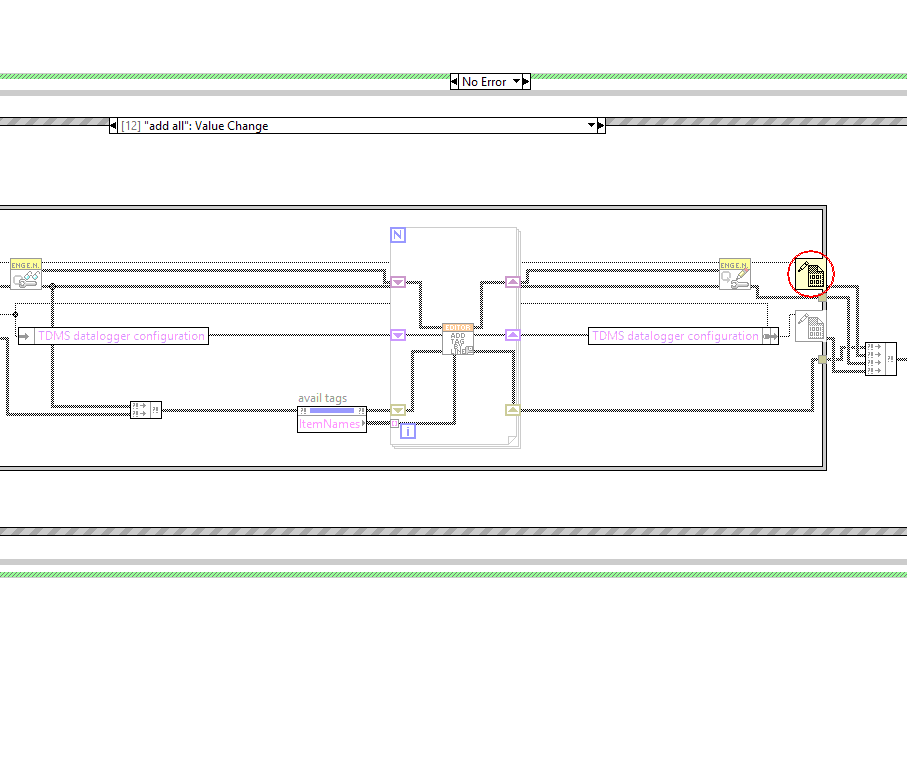 No Error
[12] "add all": Value Change
N
ENGE.N.
ENGE.N.
TDMS datalogger configuration
EDITOR
ADD
TAG
BY
LINE
TDMS datalogger configuration
avail tags
ItemNames
i